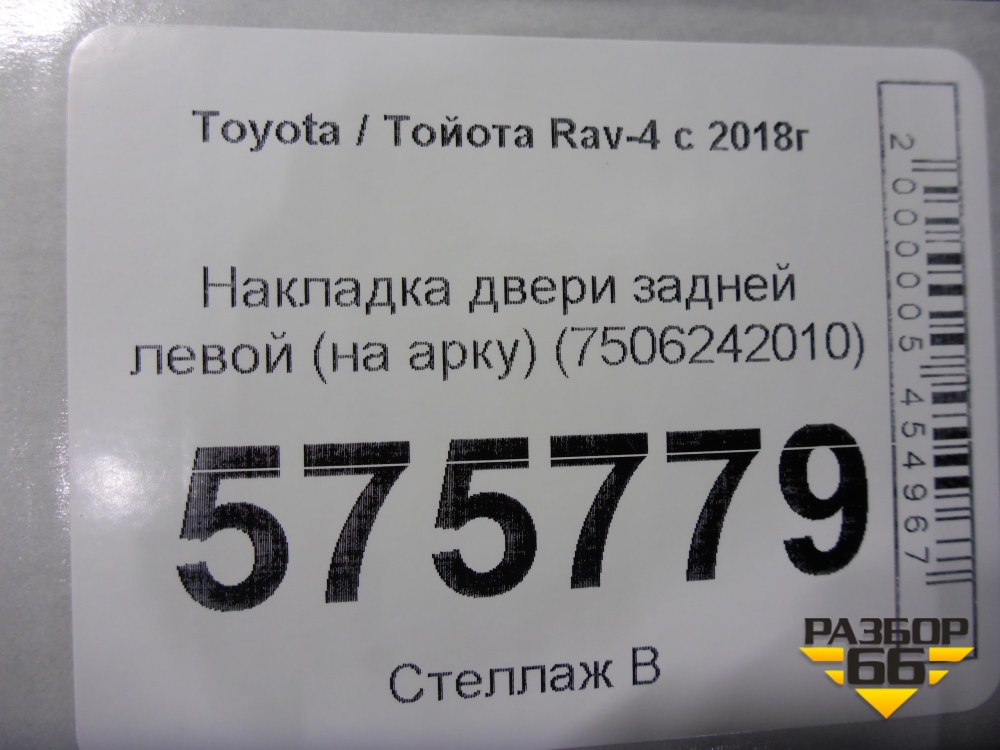 Toyota / Тойота Rav-4 с 2018г
Накладка двери задней
левой (на арку) (7506242010)
575779
Стеллаж В
2000005454967
РАЗБОР
66